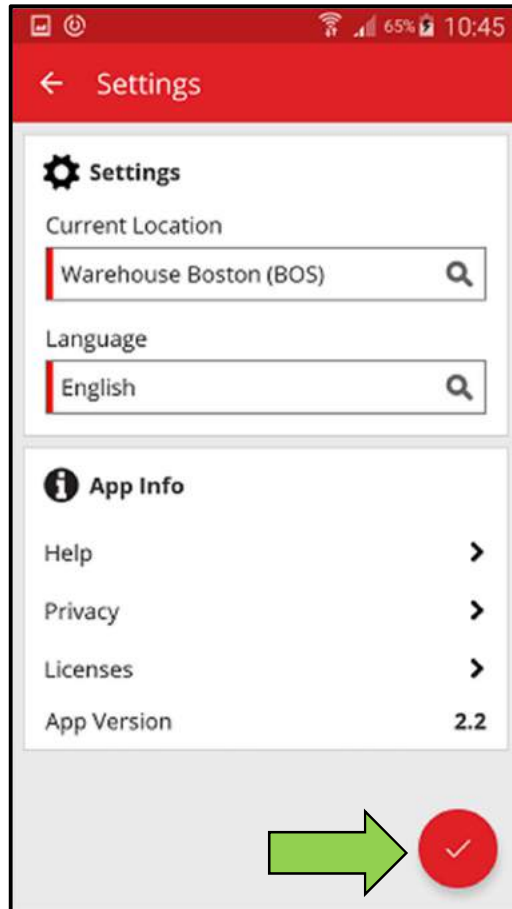 65% 10:45
Settings
Settings
Current Location
Warehouse Boston (BOS)
Language
English
App Info
Help
Privacy
Licenses
App Version 2.2